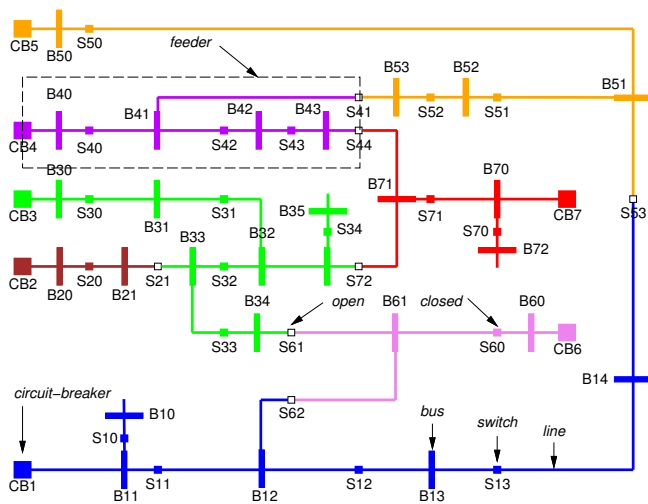 CB5
B50
S50
feeder
B53
B52
B51
B40
B41
B42
B43
S41
S52
S51
CB4
S40
S42
S43
S44
B30
B71
B70
CB3
S30
B31
S31
B35
S34
S71
CB7
S53
B33
B32
S70
B72
CB2
B20
S20
B21
S21
S32
S72
B34
open
B61
closed
B60
S33
S61
S60
CB6
B14
circuit-breaker
S62
bus
switch
line
B10
S10
CB1
B11
S11
B12
S12
B13
S13